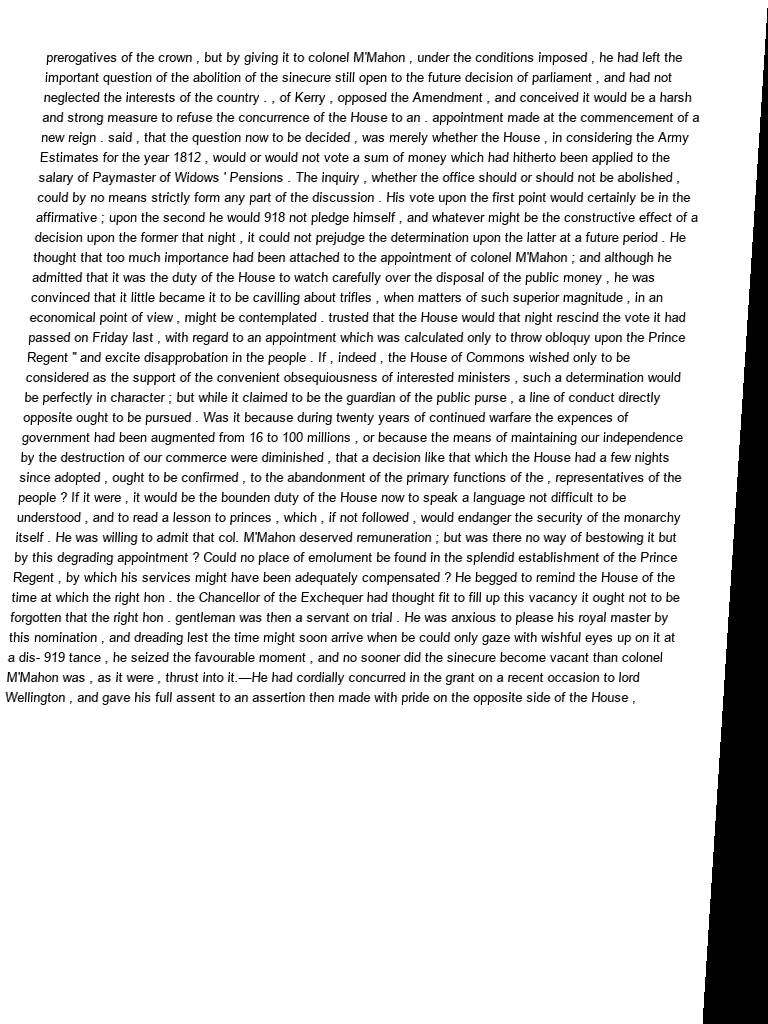 prerogatives of the crown , but by giving it to colonel M'Mahon , under the conditions imposed , he had left the
important question of the abolition of the sinecure still open to the future decision of parliament , and had not
neglected the interests of the country . , of Kerry , opposed the Amendment , and conceived it would be a harsh
and strong measure to refuse the concurrence of the House to an . appointment made at the commencement of a
new reign . said , that the question now to be decided , was merely whether the House , in considering the Army
Estimates for the year 1812 , would or would not vote a sum of money which had hitherto been applied to the
salary of Paymaster of Widows ' Pensions . The inquiry , whether the office should or should not be abolished ,
could by no means strictly form any part of the discussion . His vote upon the first point would certainly be in the
affirmative ; upon the second he would 918 not pledge himself , and whatever might be the constructive effect of a
decision upon the former that night , it could not prejudge the determination upon the latter at a future period . He
thought that too much importance had been attached to the appointment of colonel M'Mahon ; and although he
admitted that it was the duty of the House to watch carefully over the disposal of the public money , he was
convinced that it little became it to be cavilling about trifles , when matters of such superior magnitude , in an
economical point of view , might be contemplated . trusted that the House would that night rescind the vote it had
passed on Friday last , with regard to an appointment which was calculated only to throw obloquy upon the Prince
Regent " and excite disapprobation in the people . If , indeed , the House of Commons wished only to be
considered as the support of the convenient obsequiousness of interested ministers , such a determination would
be perfectly in character ; but while it claimed to be the guardian of the public purse , a line of conduct directly
opposite ought to be pursued . Was it because during twenty years of continued warfare the expences of
government had been augmented from 16 to 100 millions , or because the means of maintaining our independence
by the destruction of our commerce were diminished , that a decision like that which the House had a few nights
since adopted , ought to be confirmed , to the abandonment of the primary functions of the , representatives of the
people ? If it were , it would be the bounden duty of the House now to speak a language not difficult to be
understood , and to read a lesson to princes , which , if not followed , would endanger the security of the monarchy
itself . He was willing to admit that col. M'Mahon deserved remuneration ; but was there no way of bestowing it but
by this degrading appointment ? Could no place of emolument be found in the splendid establishment of the Prince
Regent , by which his services might have been adequately compensated ? He begged to remind the House of the
time at which the right hon . the Chancellor of the Exchequer had thought fit to fill up this vacancy it ought not to be
forgotten that the right hon . gentleman was then a servant on trial . He was anxious to please his royal master by
this nomination , and dreading lest the time might soon arrive when be could only gaze with wishful eyes up on it at
a dis- 919 tance , he seized the favourable moment , and no sooner did the sinecure become vacant than colonel
M'Mahon was , as it were , thrust into it.—He had cordially concurred in the grant on a recent occasion to lord
Wellington , and gave his full assent to an assertion then made with pride on the opposite side of the House ,